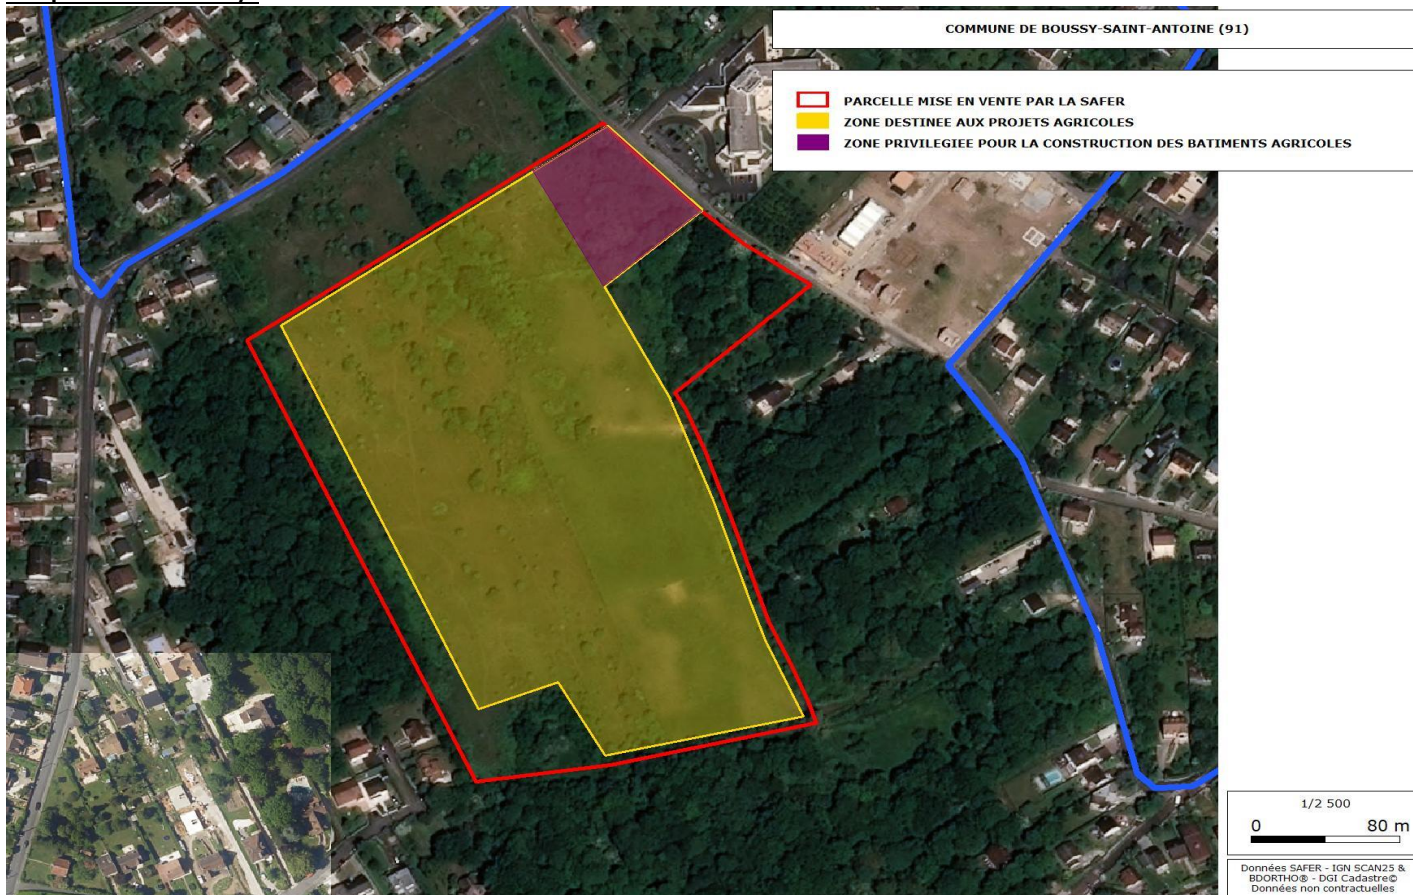 COMMUNE DE BOUSSY-SAINT-ANTOINE (91)
PARCELLE MISE EN VENTE PAR LA SAFER
ZONE DESTINEE AUX PROJETS AGRICOLES
ZONE PRIVILEGIEE POUR LA CONSTRUCTION DES BATIMENTS AGRICOLES
1/2 500
0 80 m
Données SAFER - IGN SCAN25 &
BDORTHO® - DGI Cadastre©
Données non contractuelles